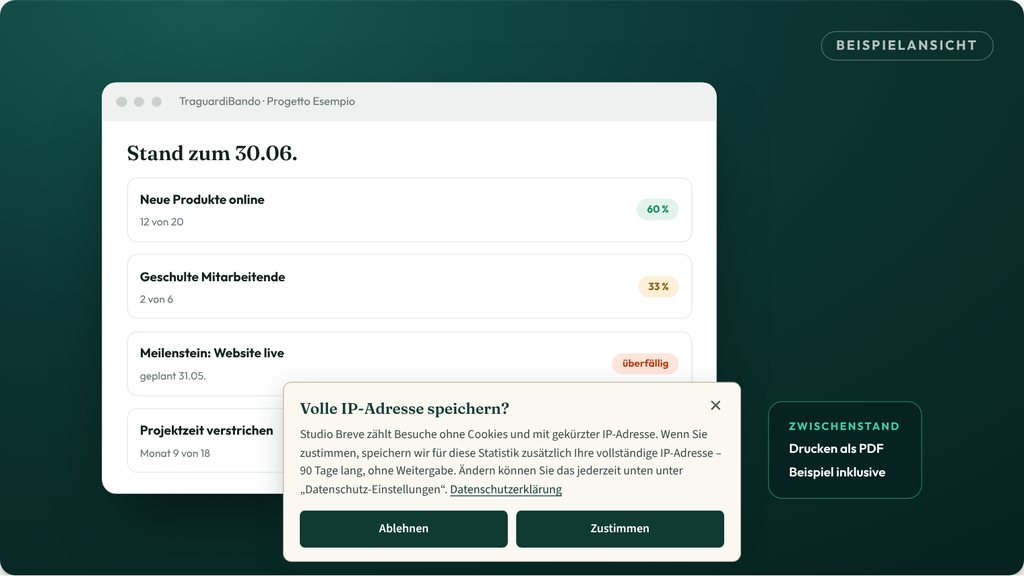 BEISPIELANSICHT
TraguardiBando · Progetto Esempio
Stand zum 30.06.
Neue Produkte online
12 von 20
60 %
Geschulte Mitarbeitende
2 von 6
33 %
Meilenstein: Website live
geplant 31.05.
überfällig
Projektzeit verstrichen
Monat 9 von 18
Volle IP-Adresse speichern?
Studio Breve zählt Besuche ohne Cookies und mit gekürzter IP-Adresse. Wenn Sie
zustimmen, speichern wir für diese Statistik zusätzlich Ihre vollständige IP-Adresse –
90 Tage lang, ohne Weitergabe. Ändern können Sie das jederzeit unten unter
„Datenschutz-Einstellungen“. Datenschutzerklärung
Ablehnen
Zustimmen
ZWISCHENSTAND
Drucken als PDF
Beispiel inklusive